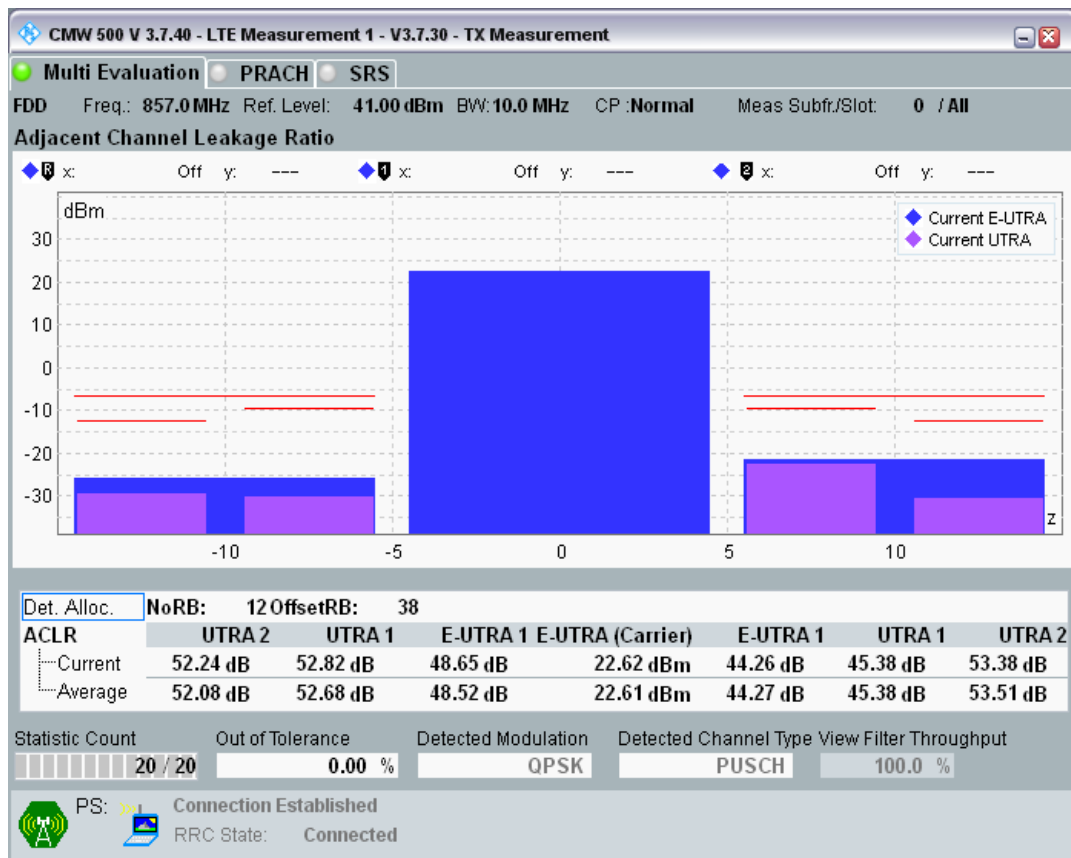 CMW 500 V 3.7.40 - LTE Measurement 1 - V3.7.30 - TX Measurement
Multi Evaluation PRACH SRS
FDD Freq.: 857.0 MHz Ref. Level: 41.00 dBm BW: 10.0 MHz CP :Normal Meas Subfr./Slot: 0 / All
Adjacent Channel Leakage Ratio
R x: Off y: --- 1 x: Off y: --- 2 x: Off y: ---
dBm
Current E-UTRA
Current UTRA
30
20
10
0
-10
-20
-30
z
-10 -5 0 5 10
Det. Alloc. NoRB: 12 OffsetRB: 38
ACLR UTRA 2 UTRA 1 E-UTRA 1 E-UTRA (Carrier) E-UTRA 1 UTRA 1 UTRA 2
Current 52.24 dB 52.82 dB 48.65 dB 22.62 dBm 44.26 dB 45.38 dB 53.38 dB
Average 52.08 dB 52.68 dB 48.52 dB 22.61 dBm 44.27 dB 45.38 dB 53.51 dB
Statistic Count Out of Tolerance Detected Modulation Detected Channel Type View Filter Throughput
20 / 20 0.00 % QPSK PUSCH 100.0 %
PS: Connection Established
RRC State: Connected